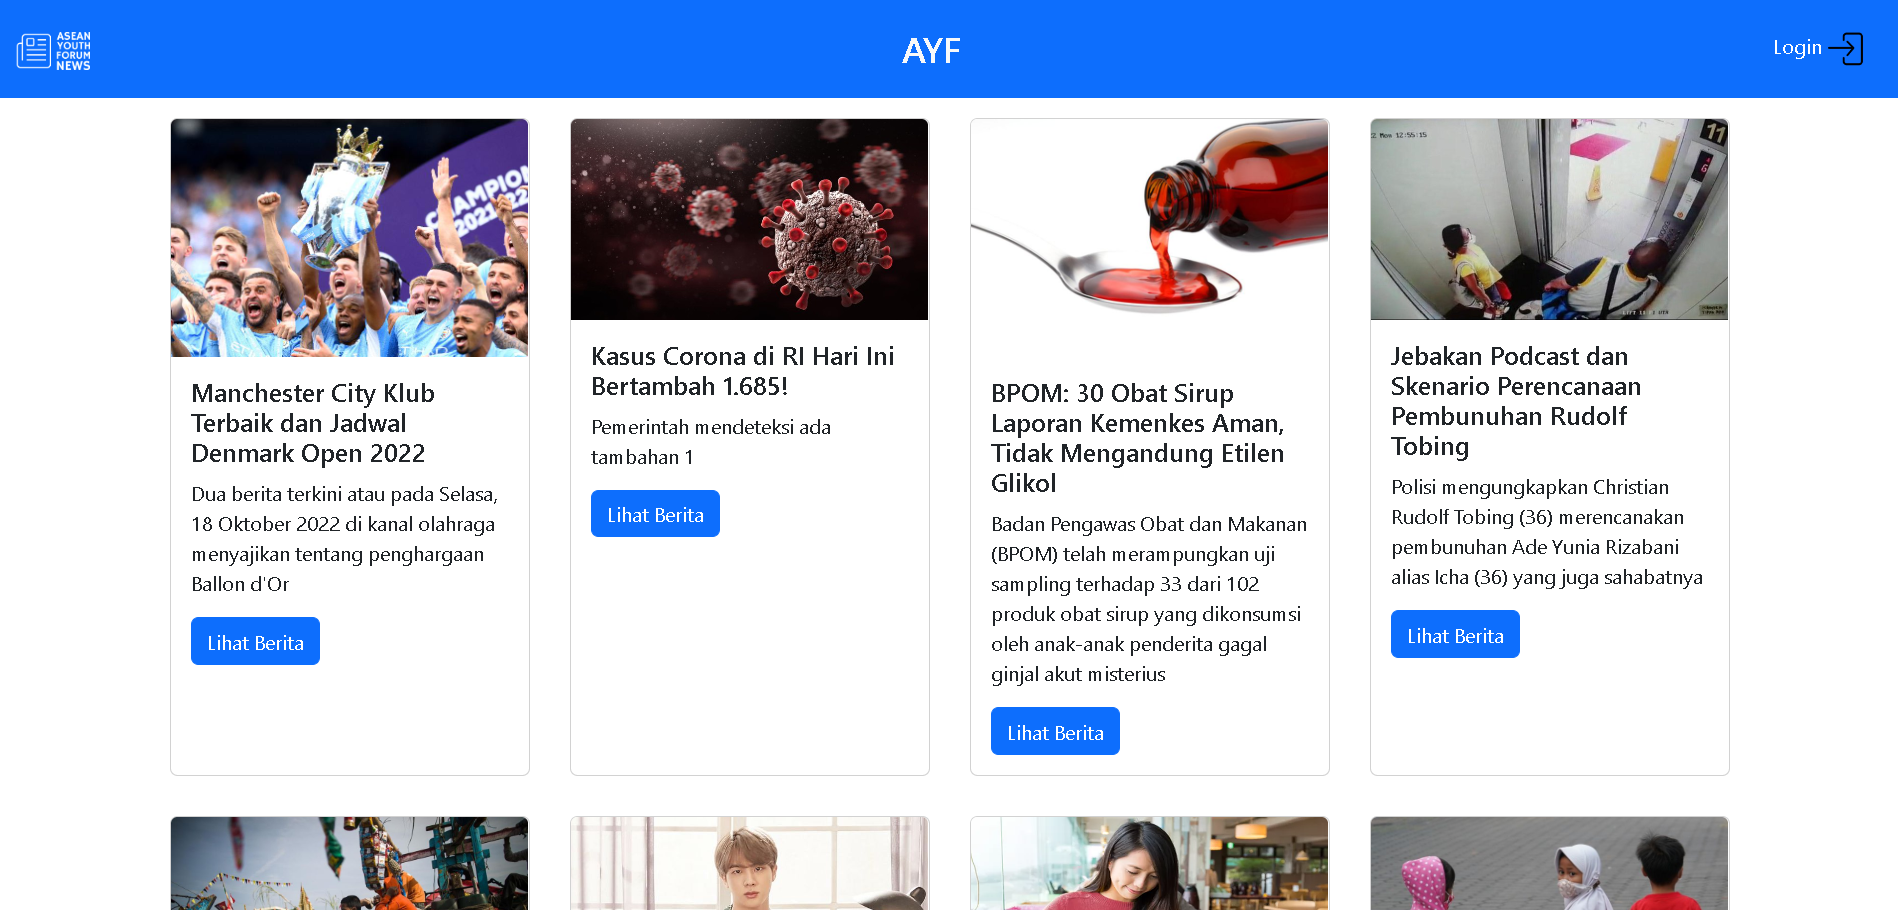 ASEAN
YOUTH
FORUM
NEWS
AYF
Login
CHAMPION
2021/22
22 Mon 12:55:15
11
Manchester City Klub
Terbaik dan Jadwal
Denmark Open 2022
Dua berita terkini atau pada Selasa,
18 Oktober 2022 di kanal olahraga
menyajikan tentang penghargaan
Ballon d'Or
Lihat Berita
Kasus Corona di RI Hari Ini
Bertambah 1.685!
Pemerintah mendeteksi ada
tambahan 1
Lihat Berita
BPOM: 30 Obat Sirup
Laporan Kemenkes Aman,
Tidak Mengandung Etilen
Glikol
Badan Pengawas Obat dan Makanan
(BPOM) telah merampungkan uji
sampling terhadap 33 dari 102
produk obat sirup yang dikonsumsi
oleh anak-anak penderita gagal
ginjal akut misterius
Lihat Berita
Jebakan Podcast dan
Skenario Perencanaan
Pembunuhan Rudolf
Tobing
Polisi mengungkapkan Christian
Rudolf Tobing (36) merencanakan
pembunuhan Ade Yunia Rizabani
alias Icha (36) yang juga sahabatnya
Lihat Berita